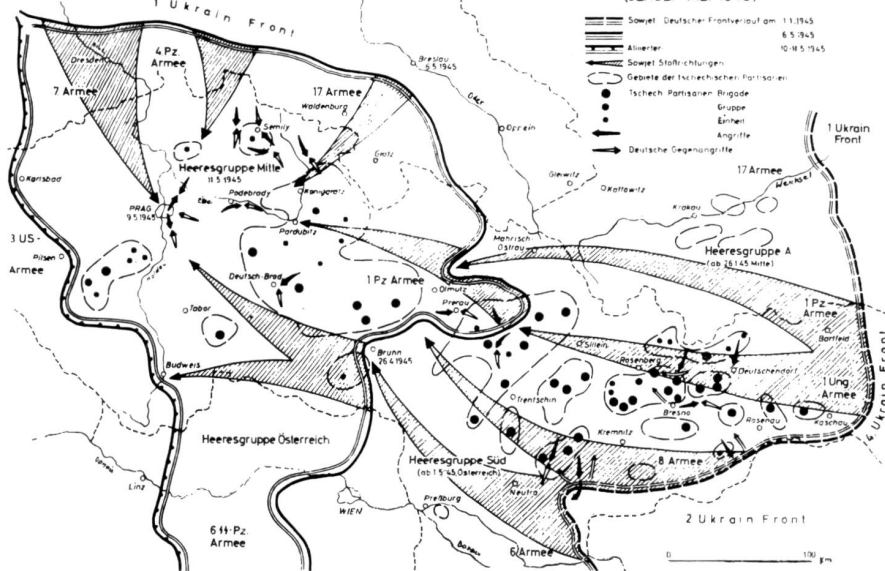 1 Ukrain Front
Sowjet. Deutscher Frontverlauf am 1.1.1945
6.5.1945
Alliierter 10-11.5.1945
Sowjet Stoßrichtungen
Gebiete der tschechischen Partisanen
Tschech Partisanen Brigade
Gruppe
Einheit
Angriffe
Deutsche Gegenangriffe
Dresden
4.Pz.
Armee
7 Armee
Breslau
6.5.1945
Oder
17 Armee
Waldenburg
Oppeln
1 Ukrain
Front
Semily
Glatz
Heeresgruppe Mitte
11.5.1945
Gleiwitz
Kattowitz
17 Armee
Weichsel
Karlsbad
Podebrady
Königgrätz
Elbe
PRAG
9.5.1945
Krakau
Pardubitz
Mährisch
Ostrau
3 US-
Armee
Pilsen
Heeresgruppe A
(ab 26.1.45 Mitte)
Deutsch-Brod
1 Pz Armee
Olmütz
Prerau
1 Pz-
Armee
Bartfeld
Tabor
Sillein
Rosenberg
Deutschendorf
Brünn
26.4.1945
Budweis
Trentschin
Bresno
1 Ung.
Armee
Rosenau
Kaschau
4 Ukrain Front
Kremnitz
Heeresgruppe Österreich
Heeresgruppe Süd
(ab 1.5.45 Österreich)
8 Armee
Donau
Linz
Neutra
WIEN
Preßburg
2 Ukrain Front
6 SS-Pz.
Armee
Donau
6 Armee
0 100 km